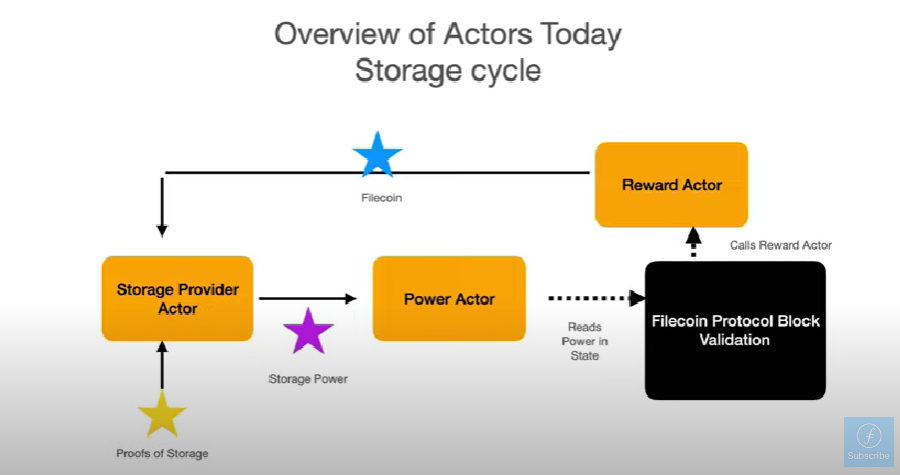 Overview of Actors Today
Storage cycle
Filecoin
Reward Actor
Calls Reward Actor
Storage Provider
Actor
Power Actor
Filecoin Protocol Block
Validation
Reads
Power in
State
Storage Power
Proofs of Storage
f
Subscribe